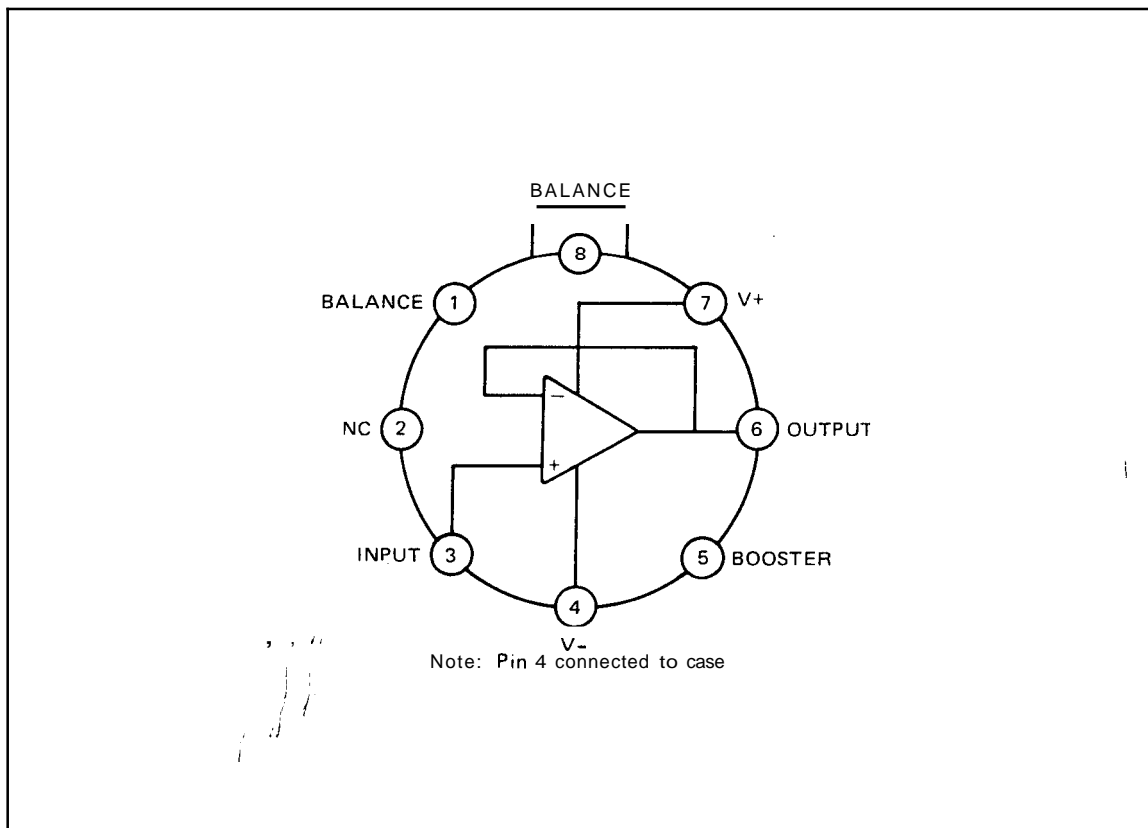 BALANCE
8
BALANCE 1
7 V+
NC 2
−
6 OUTPUT
+
INPUT 3
5 BOOSTER
4
V−
Note: Pin 4 connected to case